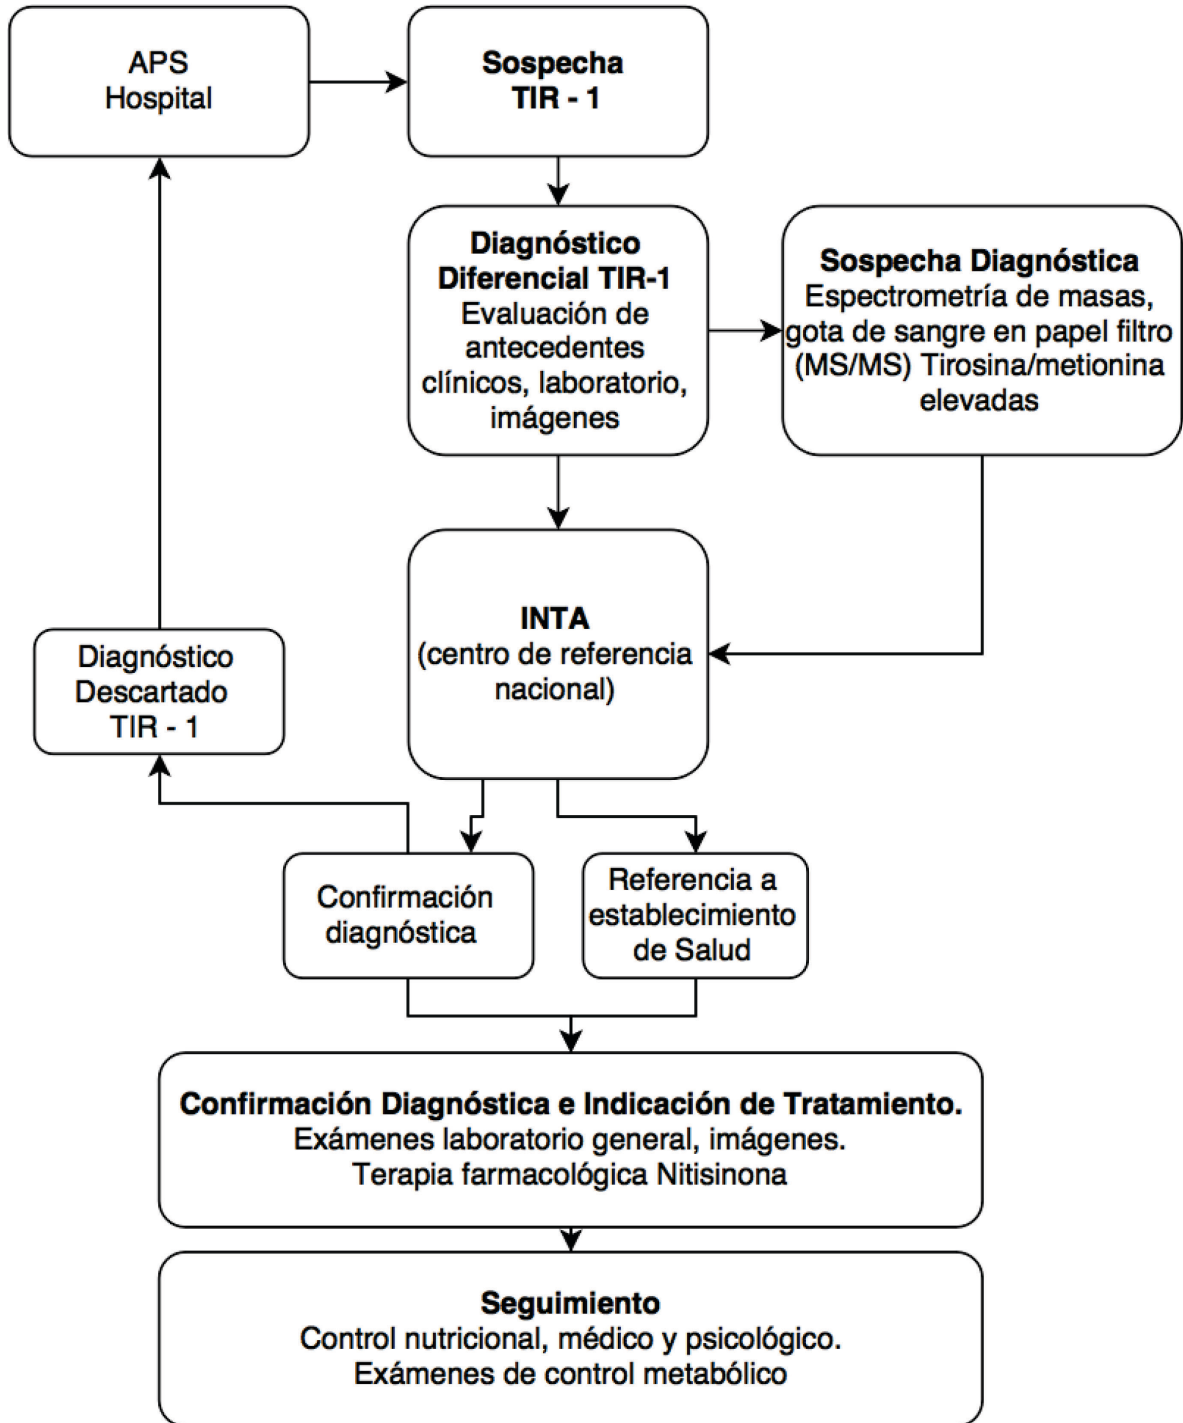 APS
Hospital
Sospecha
TIR - 1
Diagnóstico
Diferencial TIR-1
Evaluación de
antecedentes
clínicos, laboratorio,
imágenes
Sospecha Diagnóstica
Espectrometría de masas,
gota de sangre en papel filtro
(MS/MS) Tirosina/metionina
elevadas
INTA
(centro de referencia
nacional)
Diagnóstico
Descartado
TIR - 1
Confirmación
diagnóstica
Referencia a
establecimiento
de Salud
Confirmación Diagnóstica e Indicación de Tratamiento.
Exámenes laboratorio general, imágenes.
Terapia farmacológica Nitisinona
Seguimiento
Control nutricional, médico y psicológico.
Exámenes de control metabólico